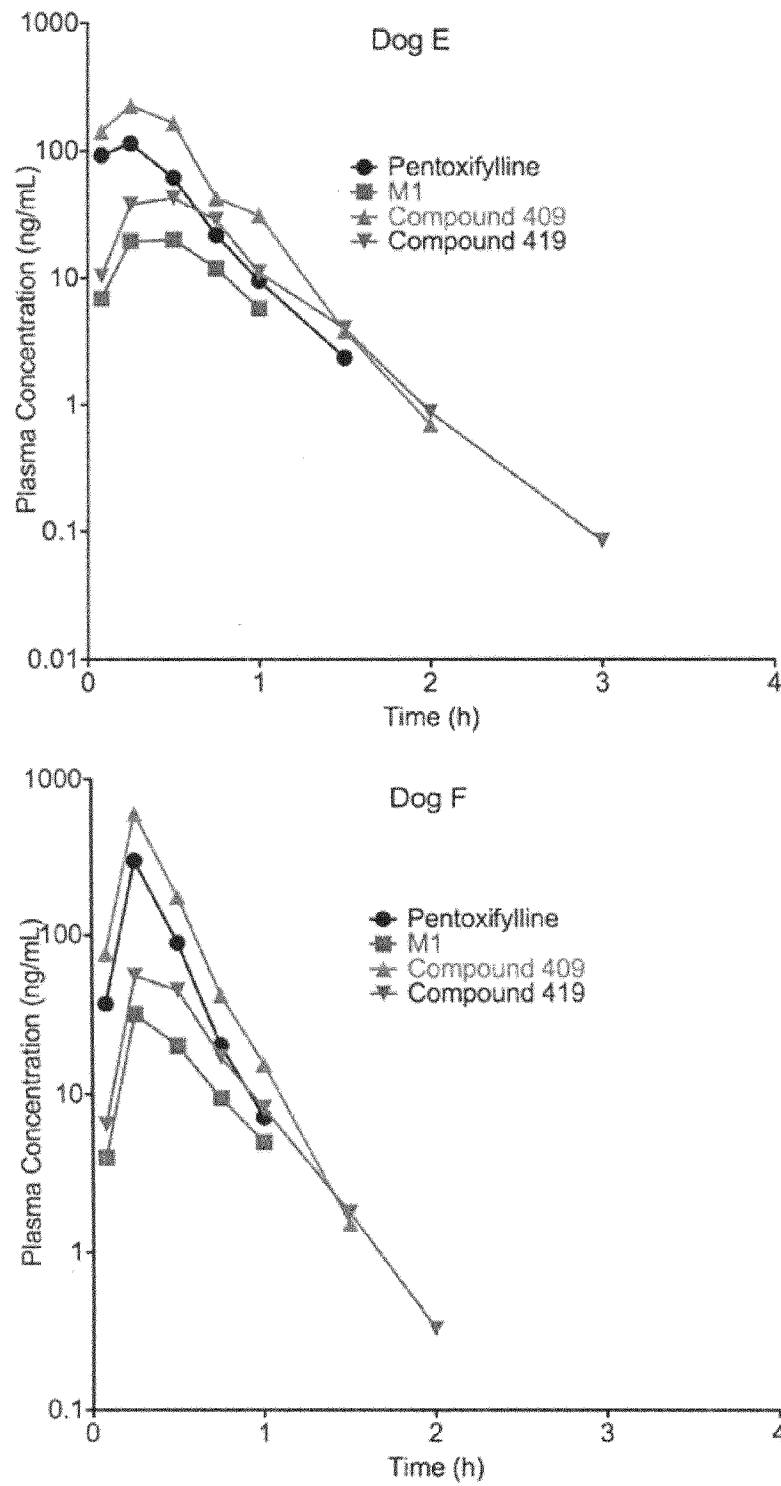 Dog E
Plasma Concentration (ng/mL)
1000
100
10
1
0.1
0.01
Pentoxifylline
M1
Compound 409
Compound 419
0 1 2 3 4
Time (h)
Dog F
Plasma Concentration (ng/mL)
1000
100
10
1
0.1
Pentoxifylline
M1
Compound 409
Compound 419
0 1 2 3 4
Time (h)